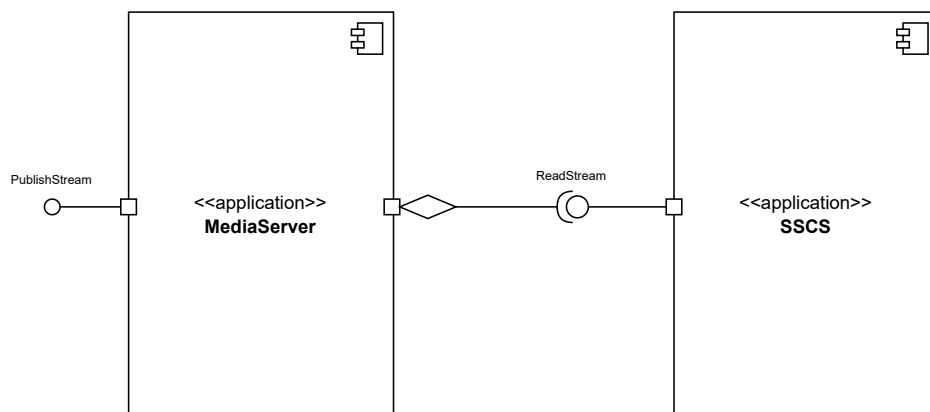 PublishStream
<<application>>
MediaServer
ReadStream
<<application>>
SSCS